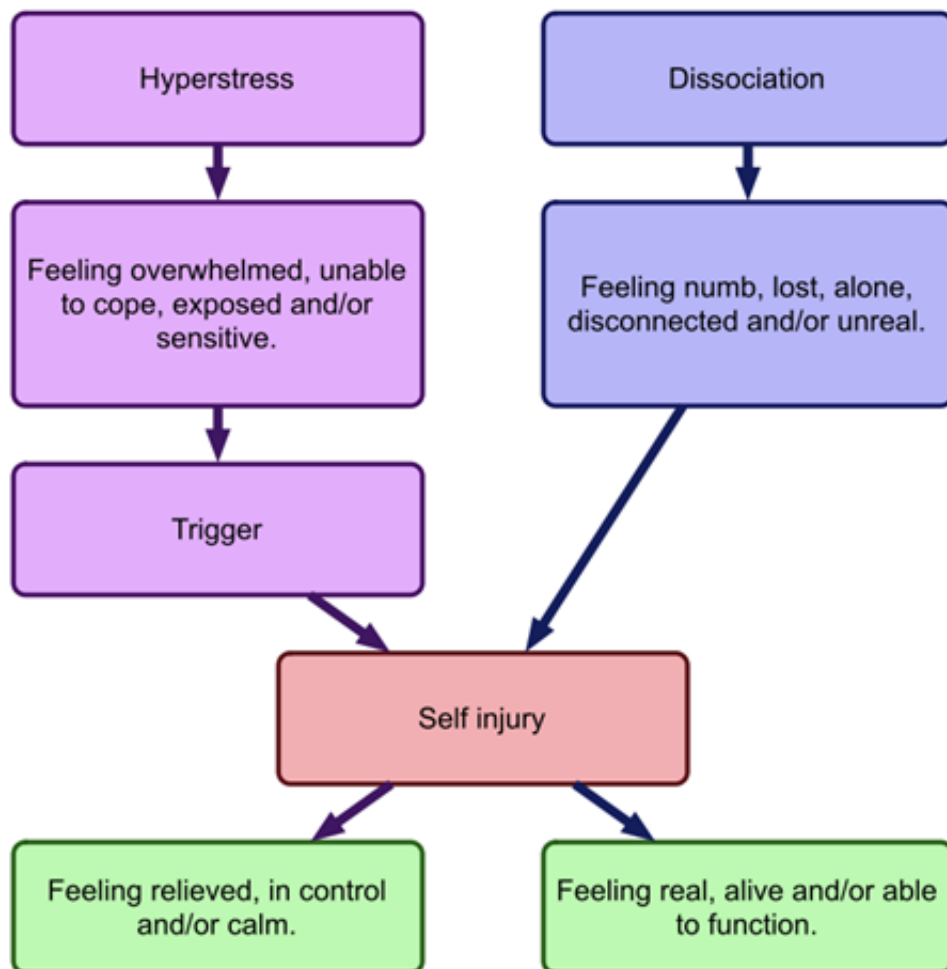 Hyperstress
Dissociation
Feeling overwhelmed, unable
to cope, exposed and/or
sensitive.
Feeling numb, lost, alone,
disconnected and/or unreal.
Trigger
Self injury
Feeling relieved, in control
and/or calm.
Feeling real, alive and/or able
to function.